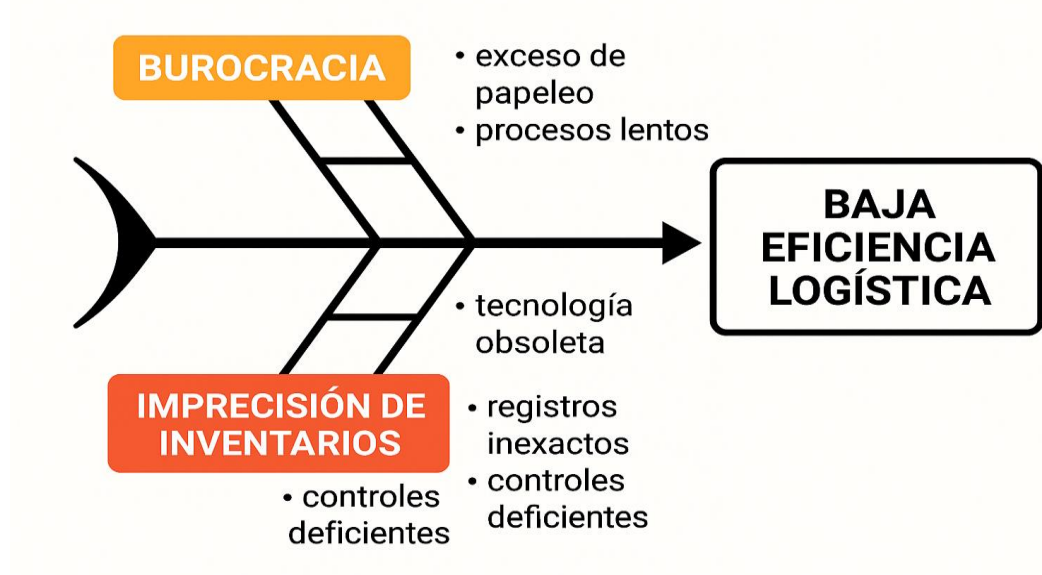 BUROCRACIA
• exceso de
papeleo
• procesos lentos
BAJA
EFICIENCIA
LOGÍSTICA
• tecnología
obsoleta
IMPRECISIÓN DE
INVENTARIOS
• registros
inexactos
• controles
deficientes
• controles
deficientes